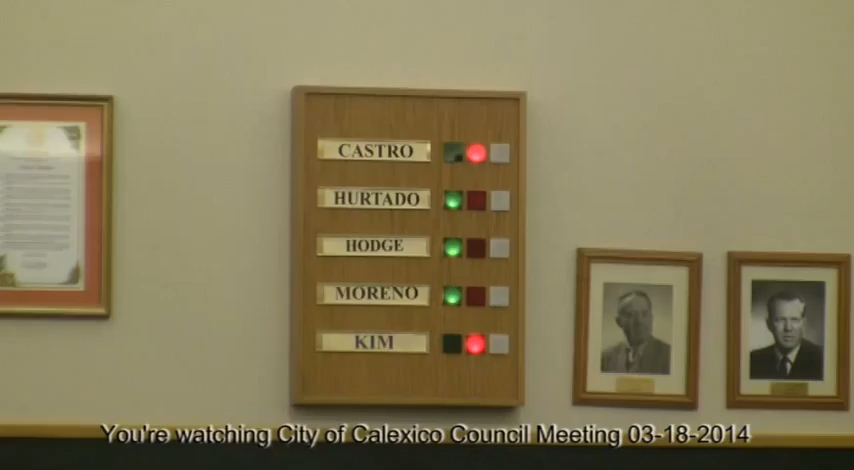 CASTRO
HURTADO
HODGE
MORENO
KIM
You're watching City of Calexico Council Meeting 03-18-2014